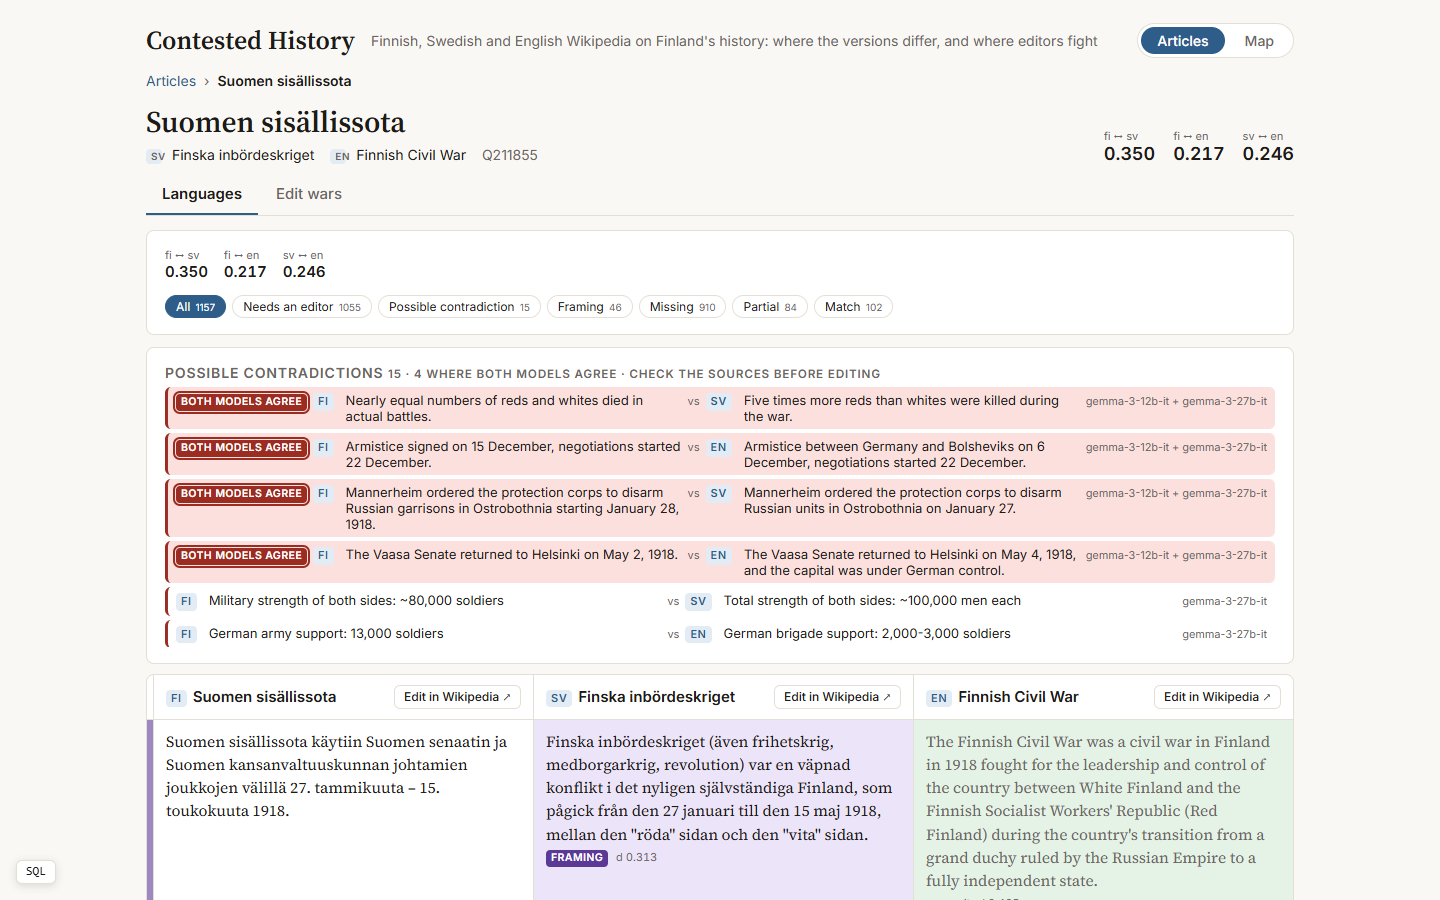 Contested History Finnish, Swedish and English Wikipedia on Finland's history: where the versions differ, and where editors fight Articles Map
Articles › Suomen sisällissota
Suomen sisällissota
SV Finska inbördeskriget EN Finnish Civil War Q211855
fi ↔ sv fi ↔ en sv ↔ en
0.350 0.217 0.246
Languages Edit wars
fi ↔ sv fi ↔ en sv ↔ en
0.350 0.217 0.246
All 1157 Needs an editor 1055 Possible contradiction 15 Framing 46 Missing 910 Partial 84 Match 102
POSSIBLE CONTRADICTIONS 15 · 4 WHERE BOTH MODELS AGREE · CHECK THE SOURCES BEFORE EDITING
BOTH MODELS AGREE FI Nearly equal numbers of reds and whites died in
actual battles.
vs SV Five times more reds than whites were killed during
the war.
gemma-3-12b-it + gemma-3-27b-it
BOTH MODELS AGREE FI Armistice signed on 15 December, negotiations started
22 December.
vs EN Armistice between Germany and Bolsheviks on 6
December, negotiations started 22 December.
gemma-3-12b-it + gemma-3-27b-it
BOTH MODELS AGREE FI Mannerheim ordered the protection corps to disarm
Russian garrisons in Ostrobothnia starting January 28,
1918.
vs SV Mannerheim ordered the protection corps to disarm
Russian units in Ostrobothnia on January 27.
gemma-3-12b-it + gemma-3-27b-it
BOTH MODELS AGREE FI The Vaasa Senate returned to Helsinki on May 2, 1918.
vs EN The Vaasa Senate returned to Helsinki on May 4, 1918,
and the capital was under German control.
gemma-3-12b-it + gemma-3-27b-it
FI Military strength of both sides: ~80,000 soldiers vs SV Total strength of both sides: ~100,000 men each gemma-3-27b-it
FI German army support: 13,000 soldiers vs EN German brigade support: 2,000-3,000 soldiers gemma-3-27b-it
FI Suomen sisällissota Edit in Wikipedia ↗
Suomen sisällissota käytiin Suomen senaatin ja
Suomen kansanvaltuuskunnan johtamien
joukkojen välillä 27. tammikuuta – 15.
toukokuuta 1918.
SV Finska inbördeskriget Edit in Wikipedia ↗
Finska inbördeskriget (även frihetskrig,
medborgarkrig, revolution) var en väpnad
konflikt i det nyligen självständiga Finland, som
pågick från den 27 januari till den 15 maj 1918,
mellan den "röda" sidan och den "vita" sidan.
FRAMING d 0.313
EN Finnish Civil War Edit in Wikipedia ↗
The Finnish Civil War was a civil war in Finland
in 1918 fought for the leadership and control of
the country between White Finland and the
Finnish Socialist Workers' Republic (Red
Finland) during the country's transition from a
grand duchy ruled by the Russian Empire to a
fully independent state.
SQL